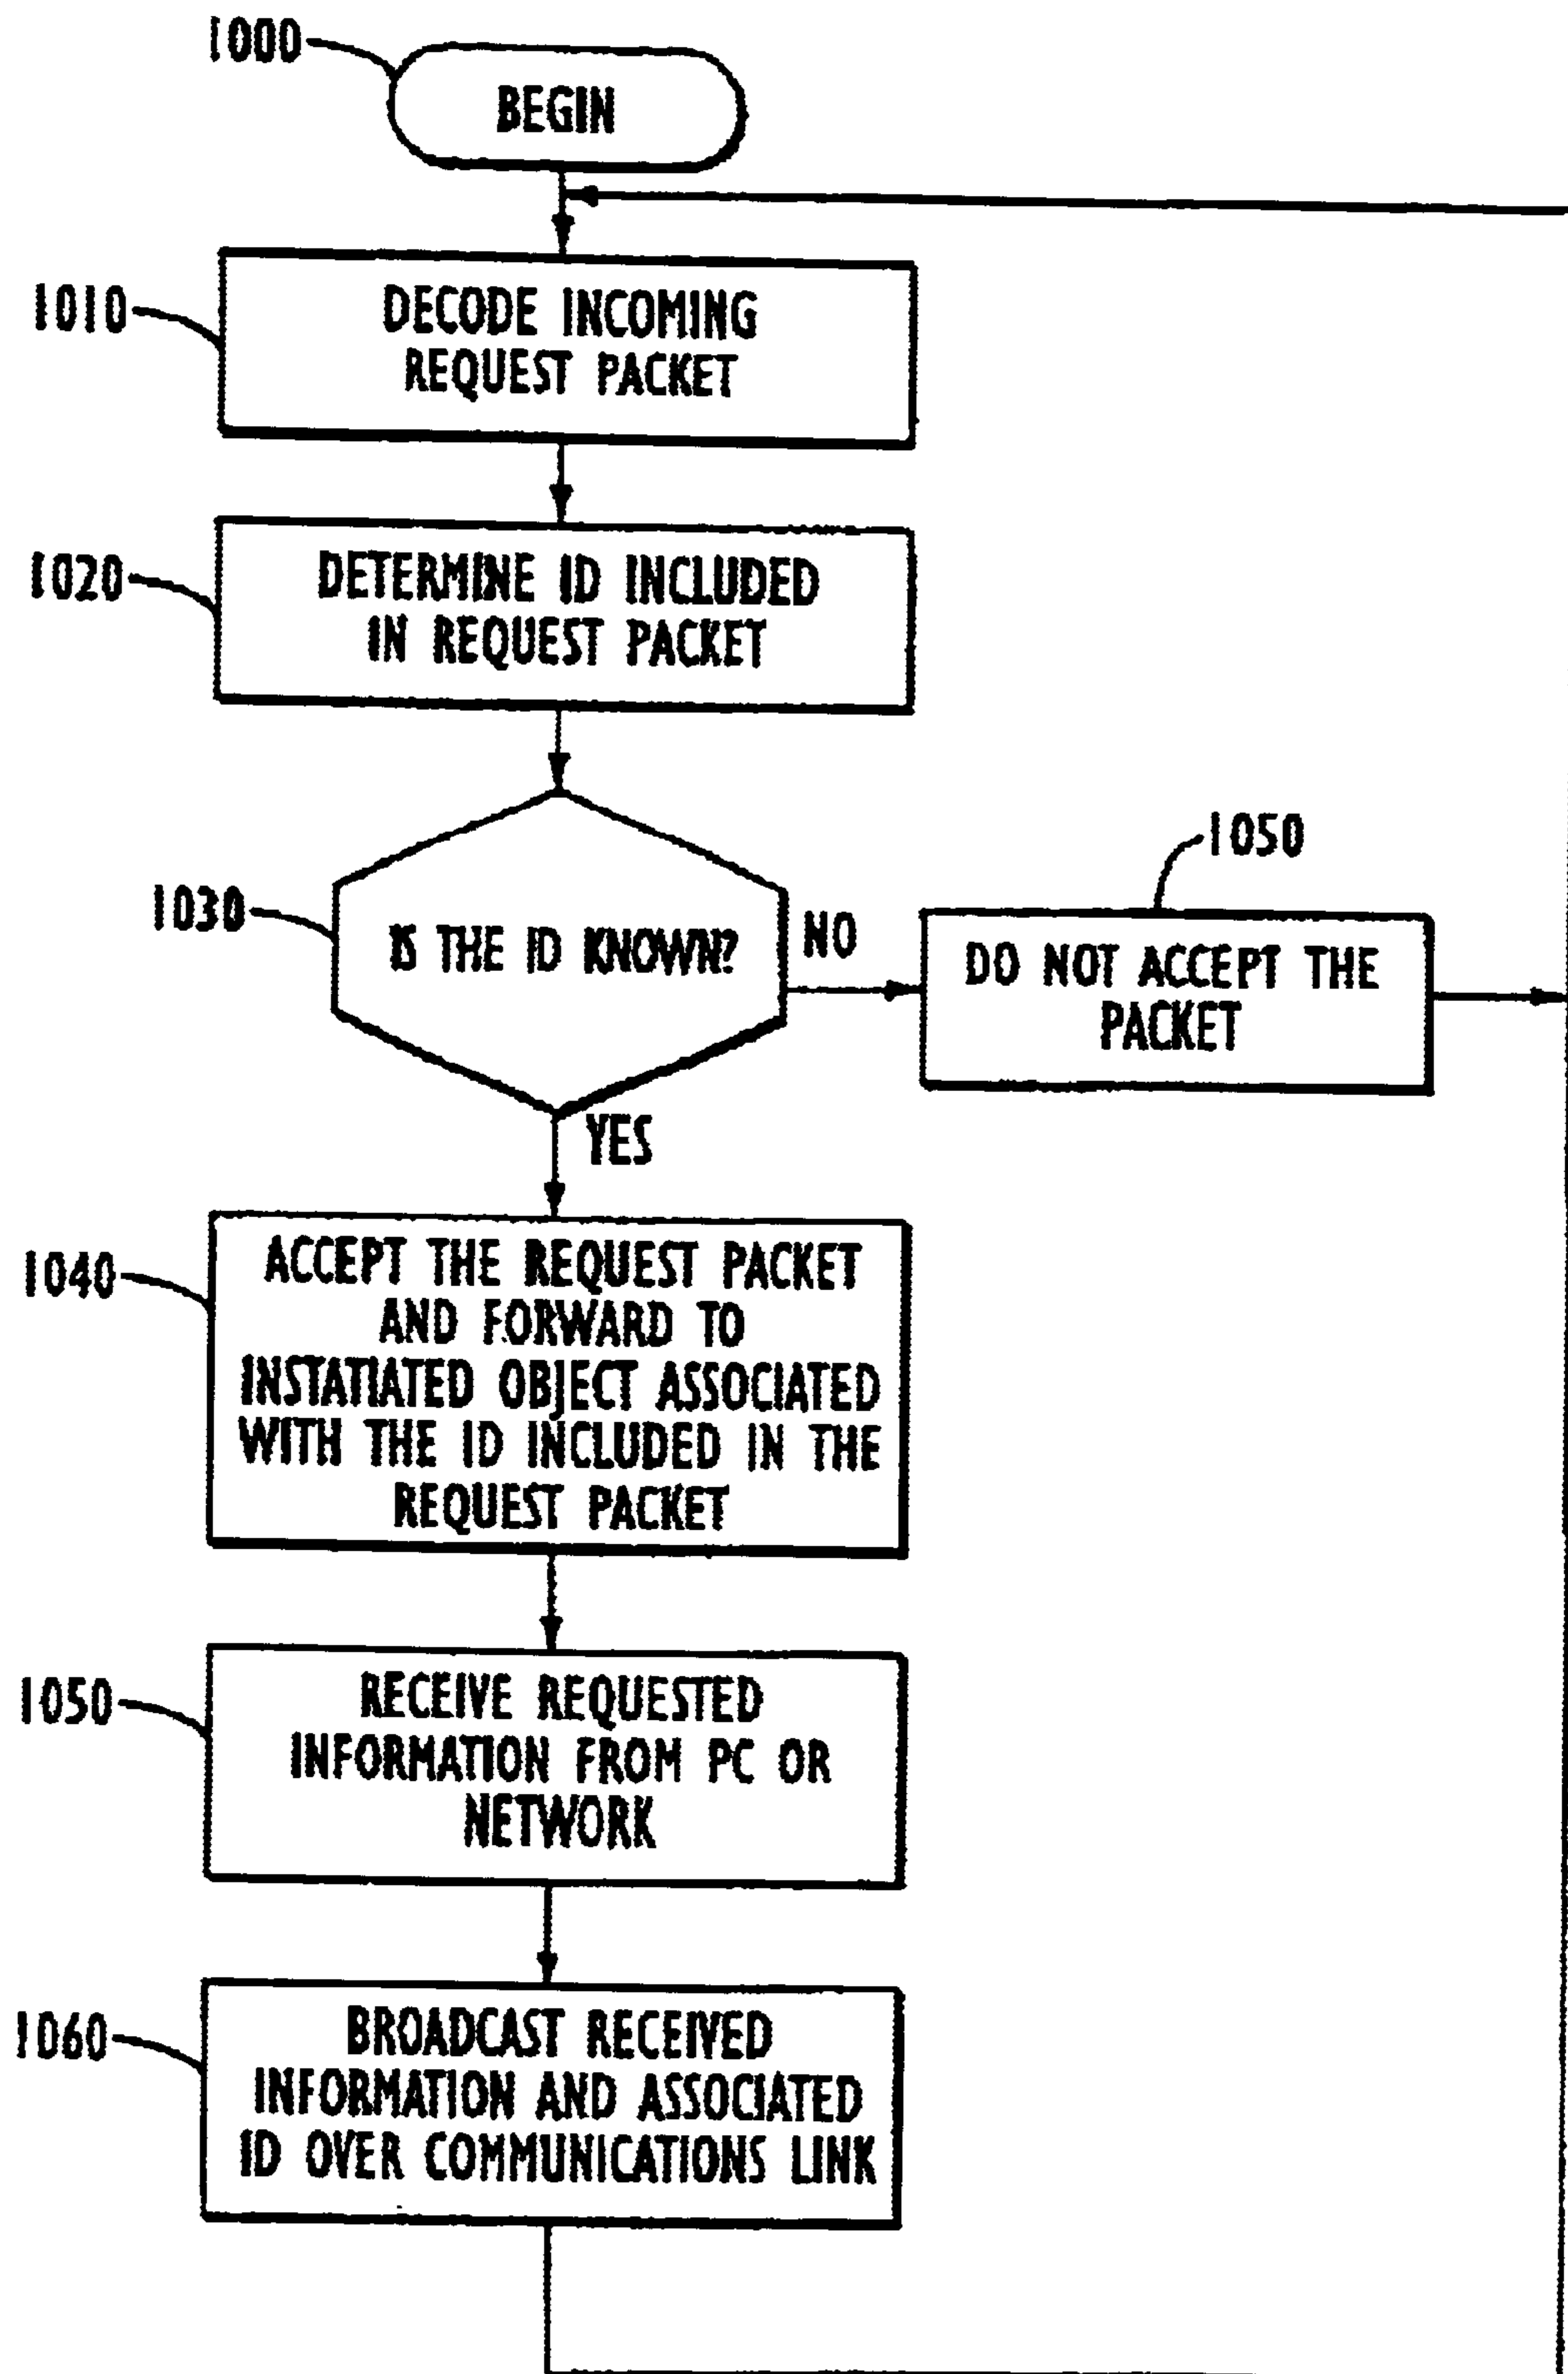 1000
BEGIN
1010
DECODE INCOMING
REQUEST PACKET
1020
DETERMINE ID INCLUDED
IN REQUEST PACKET
1030
IS THE ID KNOWN?
NO
1050
DO NOT ACCEPT THE
PACKET
YES
1040
ACCEPT THE REQUEST PACKET
AND FORWARD TO
INSTATIATED OBJECT ASSOCIATED
WITH THE ID INCLUDED IN THE
REQUEST PACKET
1050
RECEIVE REQUESTED
INFORMATION FROM PC OR
NETWORK
1060
BROADCAST RECEIVED
INFORMATION AND ASSOCIATED
ID OVER COMMUNICATIONS LINK